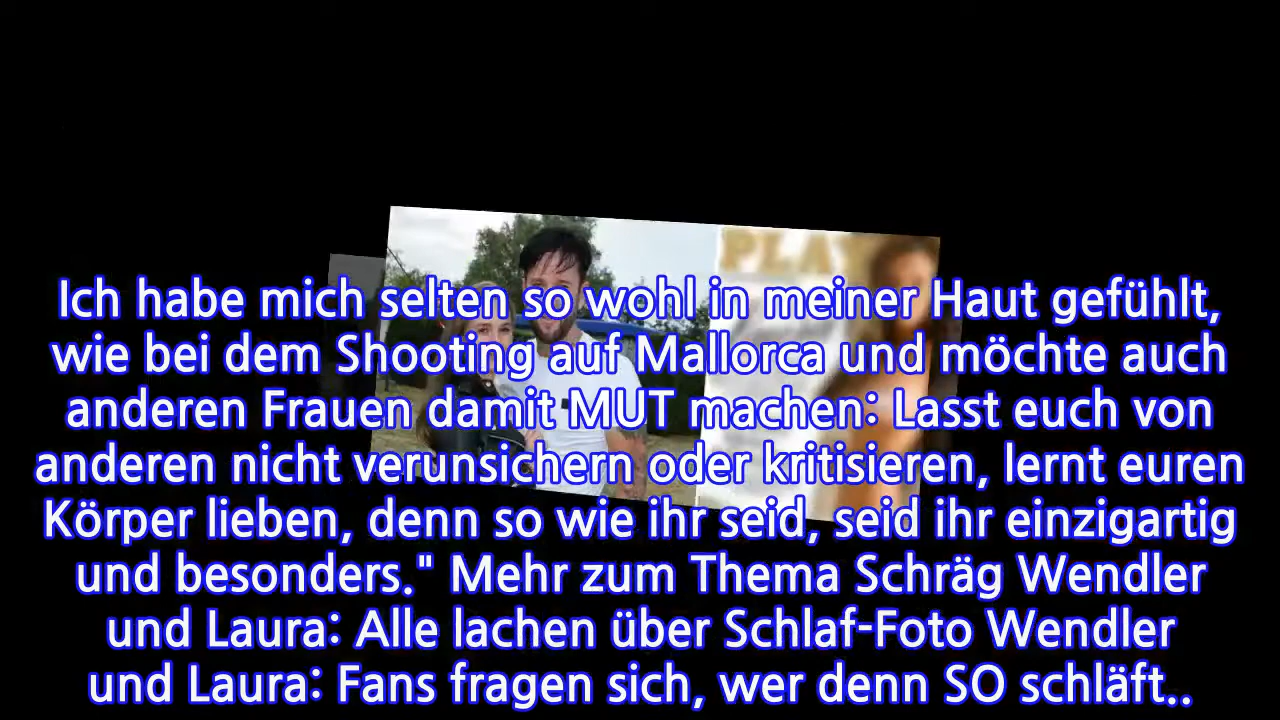 PLA
Ich habe mich selten so wohl in meiner Haut gefühlt,
wie bei dem Shooting auf Mallorca und möchte auch
anderen Frauen damit MUT machen: Lasst euch von
anderen nicht verunsichern oder kritisieren, lernt euren
Körper lieben, denn so wie ihr seid, seid ihr einzigartig
und besonders." Mehr zum Thema Schräg Wendler
und Laura: Alle lachen über Schlaf-Foto Wendler
und Laura: Fans fragen sich, wer denn SO schläft..